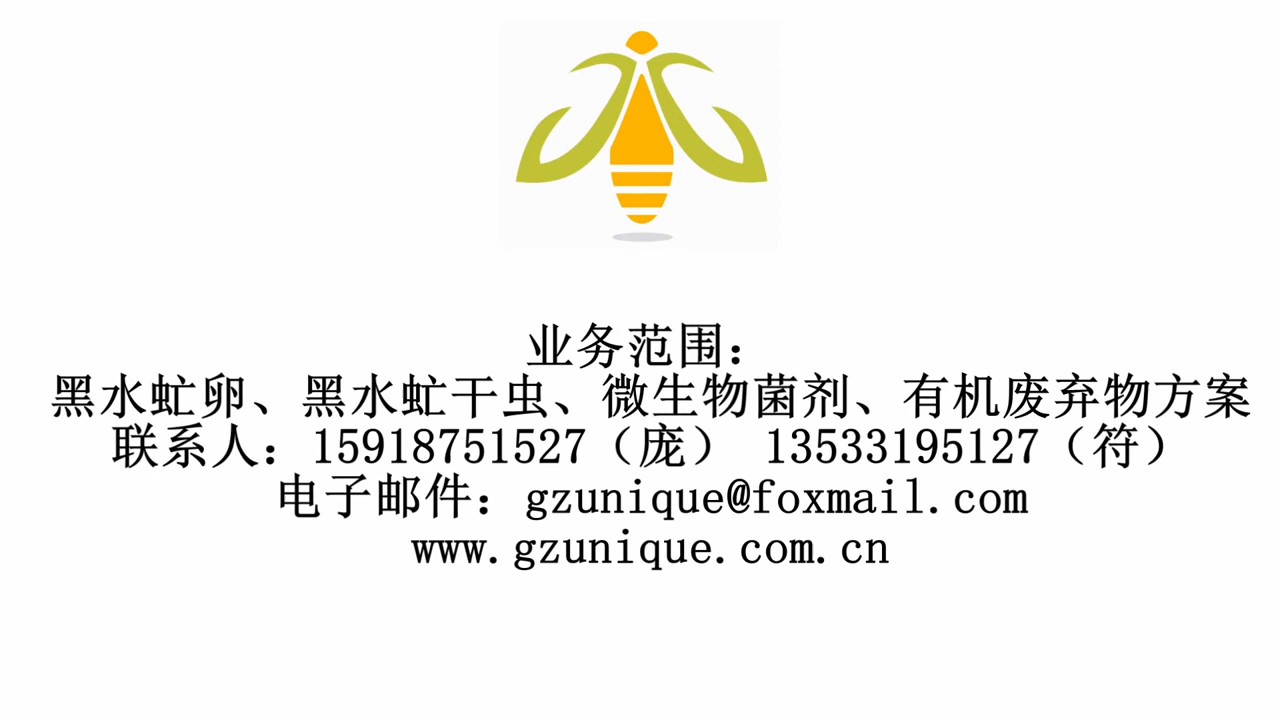 业务范围：
黑水虻卵、黑水虻干虫、微生物菌剂、有机废弃物方案
联系人：15918751527（庞） 13533195127（符）
电子邮件：gzunique@foxmail.com
www.gzunique.com.cn